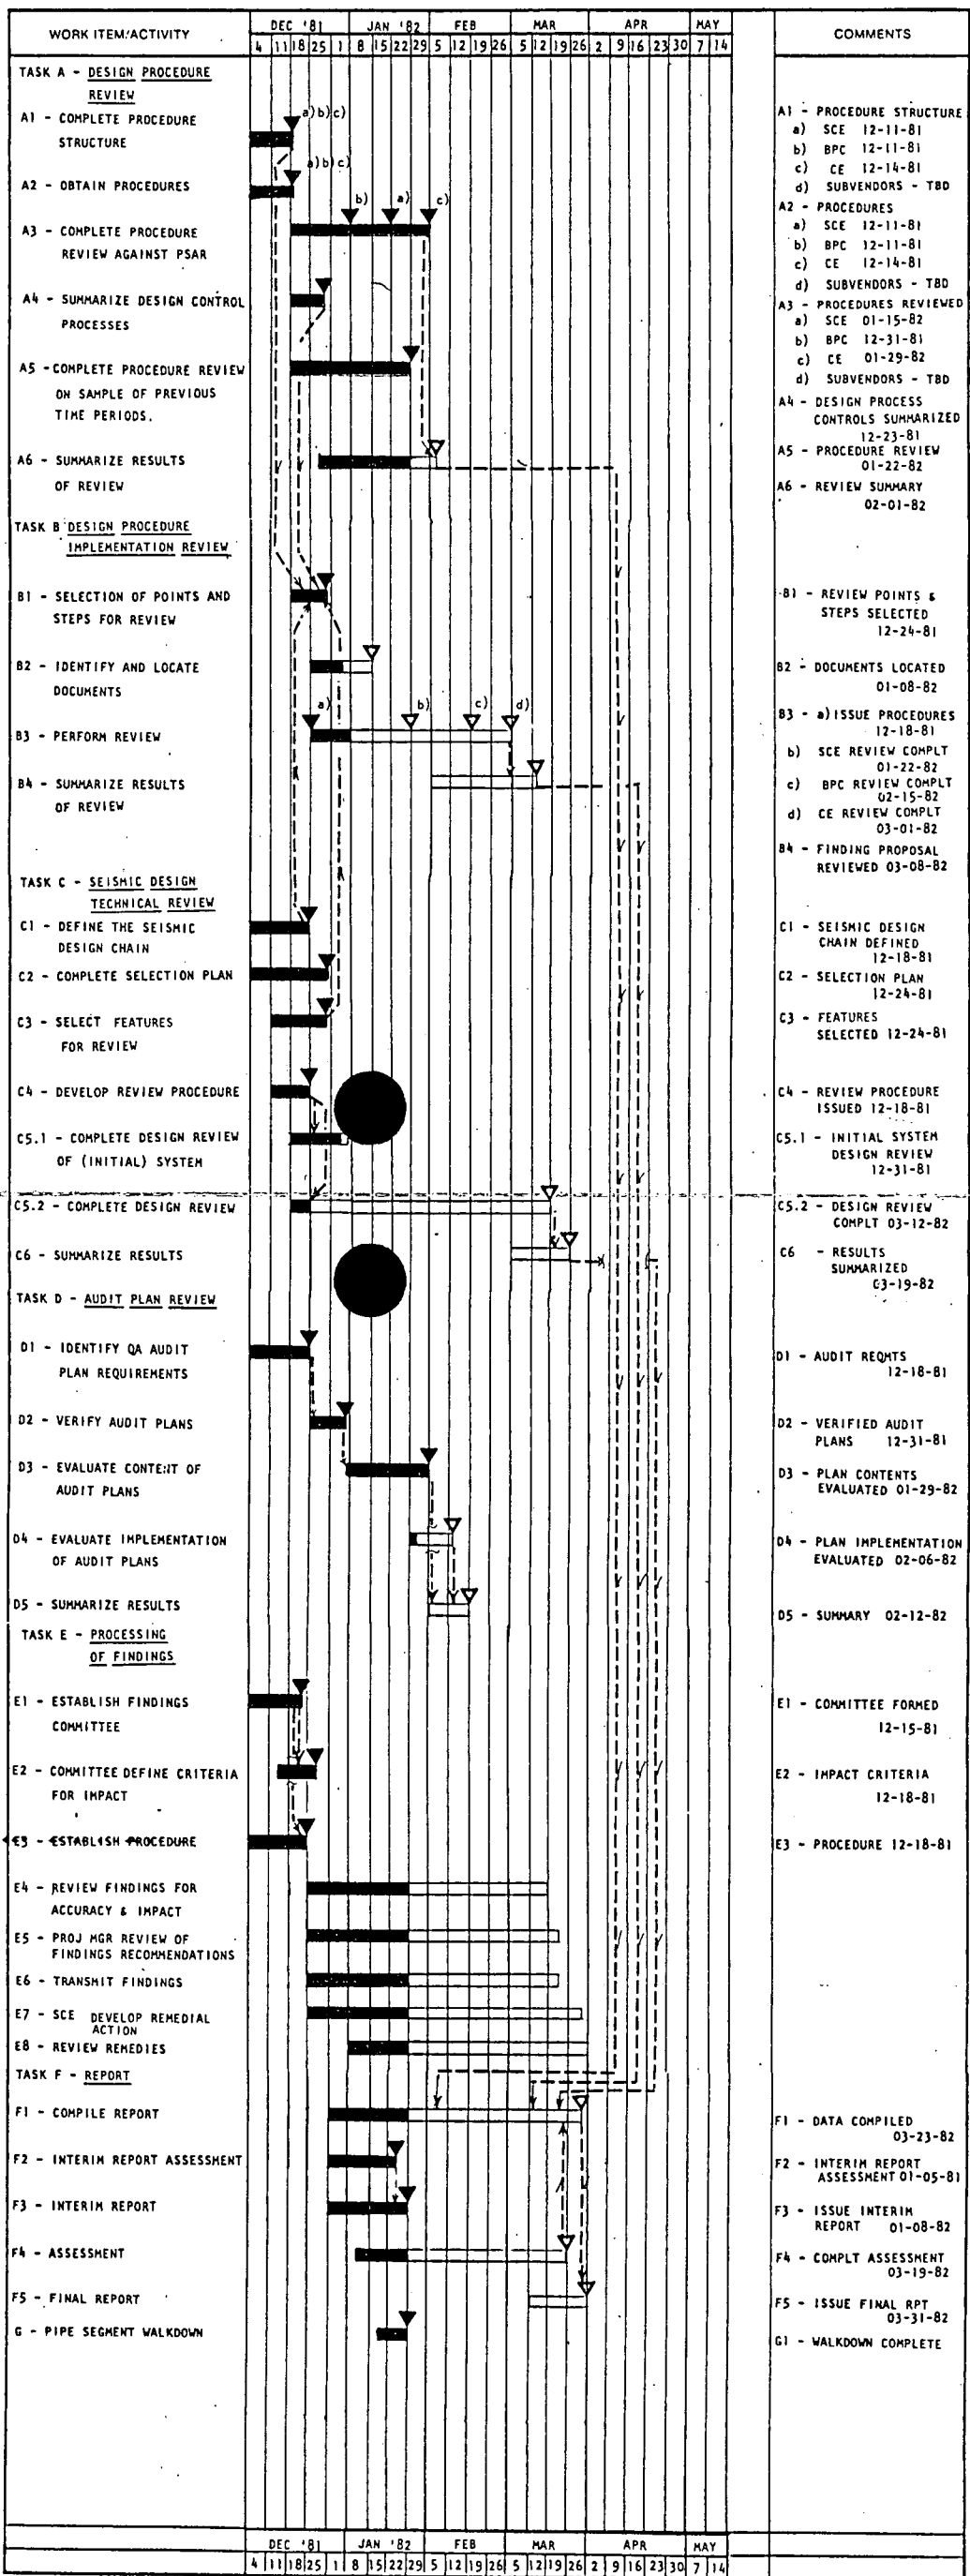 WORK ITEM/ACTIVITY
DEC '81 JAN '82 FEB MAR APR MAY
4 11 18 25 1 8 15 22 29 5 12 19 26 5 12 19 26 2 9 16 23 30 7 14
COMMENTS
TASK A - DESIGN PROCEDURE
REVIEW
A1 - COMPLETE PROCEDURE
STRUCTURE
a) b) c)
A2 - OBTAIN PROCEDURES
a) b) c)
A3 - COMPLETE PROCEDURE
REVIEW AGAINST PSAR
b) a) c)
A4 - SUMMARIZE DESIGN CONTROL
PROCESSES
A5 - COMPLETE PROCEDURE REVIEW
ON SAMPLE OF PREVIOUS
TIME PERIODS.
A6 - SUMMARIZE RESULTS
OF REVIEW
TASK B DESIGN PROCEDURE
IMPLEMENTATION REVIEW
B1 - SELECTION OF POINTS AND
STEPS FOR REVIEW
B2 - IDENTIFY AND LOCATE
DOCUMENTS
B3 - PERFORM REVIEW
a) b) c) d)
B4 - SUMMARIZE RESULTS
OF REVIEW
TASK C - SEISMIC DESIGN
TECHNICAL REVIEW
C1 - DEFINE THE SEISMIC
DESIGN CHAIN
C2 - COMPLETE SELECTION PLAN
C3 - SELECT FEATURES
FOR REVIEW
C4 - DEVELOP REVIEW PROCEDURE
C5.1 - COMPLETE DESIGN REVIEW
OF (INITIAL) SYSTEM
C5.2 - COMPLETE DESIGN REVIEW
C6 - SUMMARIZE RESULTS
TASK D - AUDIT PLAN REVIEW
D1 - IDENTIFY QA AUDIT
PLAN REQUIREMENTS
D2 - VERIFY AUDIT PLANS
D3 - EVALUATE CONTENT OF
AUDIT PLANS
D4 - EVALUATE IMPLEMENTATION
OF AUDIT PLANS
D5 - SUMMARIZE RESULTS
TASK E - PROCESSING
OF FINDINGS
E1 - ESTABLISH FINDINGS
COMMITTEE
E2 - COMMITTEE DEFINE CRITERIA
FOR IMPACT
E3 - ESTABLISH PROCEDURE
E4 - REVIEW FINDINGS FOR
ACCURACY & IMPACT
E5 - PROJ MGR REVIEW OF
FINDINGS RECOMMENDATIONS
E6 - TRANSMIT FINDINGS
E7 - SCE DEVELOP REMEDIAL
ACTION
E8 - REVIEW REMEDIES
TASK F - REPORT
F1 - COMPILE REPORT
F2 - INTERIM REPORT ASSESSMENT
F3 - INTERIM REPORT
F4 - ASSESSMENT
F5 - FINAL REPORT
G - PIPE SEGMENT WALKDOWN
A1 - PROCEDURE STRUCTURE
a) SCE 12-11-81
b) BPC 12-11-81
c) CE 12-14-81
d) SUBVENDORS - TBD
A2 - PROCEDURES
a) SCE 12-11-81
b) BPC 12-11-81
c) CE 12-14-81
d) SUBVENDORS - TBD
A3 - PROCEDURES REVIEWED
a) SCE 01-15-82
b) BPC 12-31-81
c) CE 01-29-82
d) SUBVENDORS - TBD
A4 - DESIGN PROCESS
CONTROLS SUMMARIZED
12-23-81
A5 - PROCEDURE REVIEW
01-22-82
A6 - REVIEW SUMMARY
02-01-82
B1 - REVIEW POINTS &
STEPS SELECTED
12-24-81
B2 - DOCUMENTS LOCATED
01-08-82
B3 - a) ISSUE PROCEDURES
12-18-81
b) SCE REVIEW COMPLT
01-22-82
c) BPC REVIEW COMPLT
02-15-82
d) CE REVIEW COMPLT
03-01-82
B4 - FINDING PROPOSAL
REVIEWED 03-08-82
C1 - SEISMIC DESIGN
CHAIN DEFINED
12-18-81
C2 - SELECTION PLAN
12-24-81
C3 - FEATURES
SELECTED 12-24-81
C4 - REVIEW PROCEDURE
ISSUED 12-18-81
C5.1 - INITIAL SYSTEM
DESIGN REVIEW
12-31-81
C5.2 - DESIGN REVIEW
COMPLT 03-12-82
C6 - RESULTS
SUMMARIZED
03-19-82
D1 - AUDIT REQMTS
12-18-81
D2 - VERIFIED AUDIT
PLANS 12-31-81
D3 - PLAN CONTENTS
EVALUATED 01-29-82
D4 - PLAN IMPLEMENTATION
EVALUATED 02-06-82
D5 - SUMMARY 02-12-82
E1 - COMMITTEE FORMED
12-15-81
E2 - IMPACT CRITERIA
12-18-81
E3 - PROCEDURE 12-18-81
F1 - DATA COMPILED
03-23-82
F2 - INTERIM REPORT
ASSESSMENT 01-05-81
F3 - ISSUE INTERIM
REPORT 01-08-82
F4 - COMPLT ASSESSMENT
03-19-82
F5 - ISSUE FINAL RPT
03-31-82
G1 - WALKDOWN COMPLETE
DEC '81 JAN '82 FEB MAR APR MAY
4 11 18 25 1 8 15 22 29 5 12 19 26 5 12 19 26 2 9 16 23 30 7 14